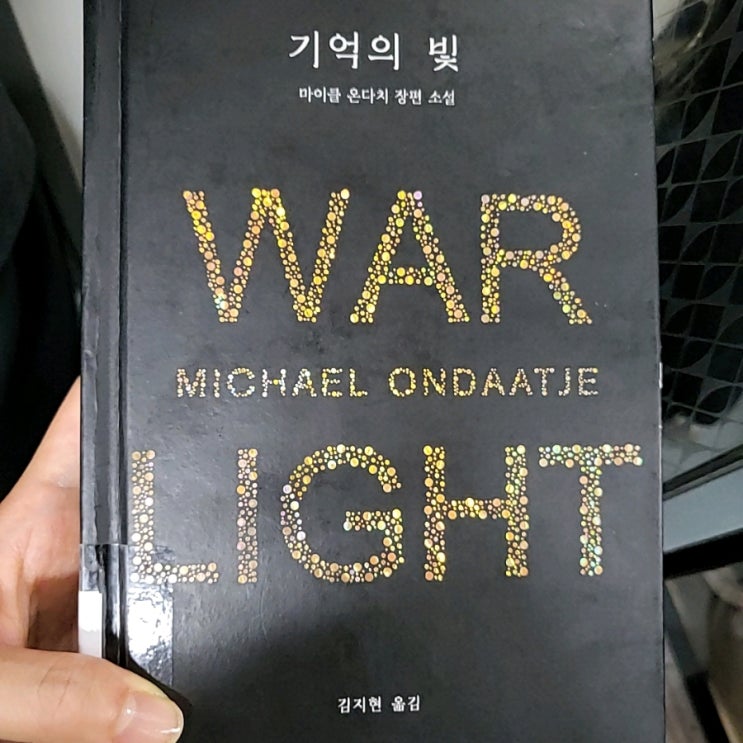 기억의 빛
마이클 온다치 장편 소설
WAR
MICHAEL ONDAATJE
LIGHT
김지현 옮김